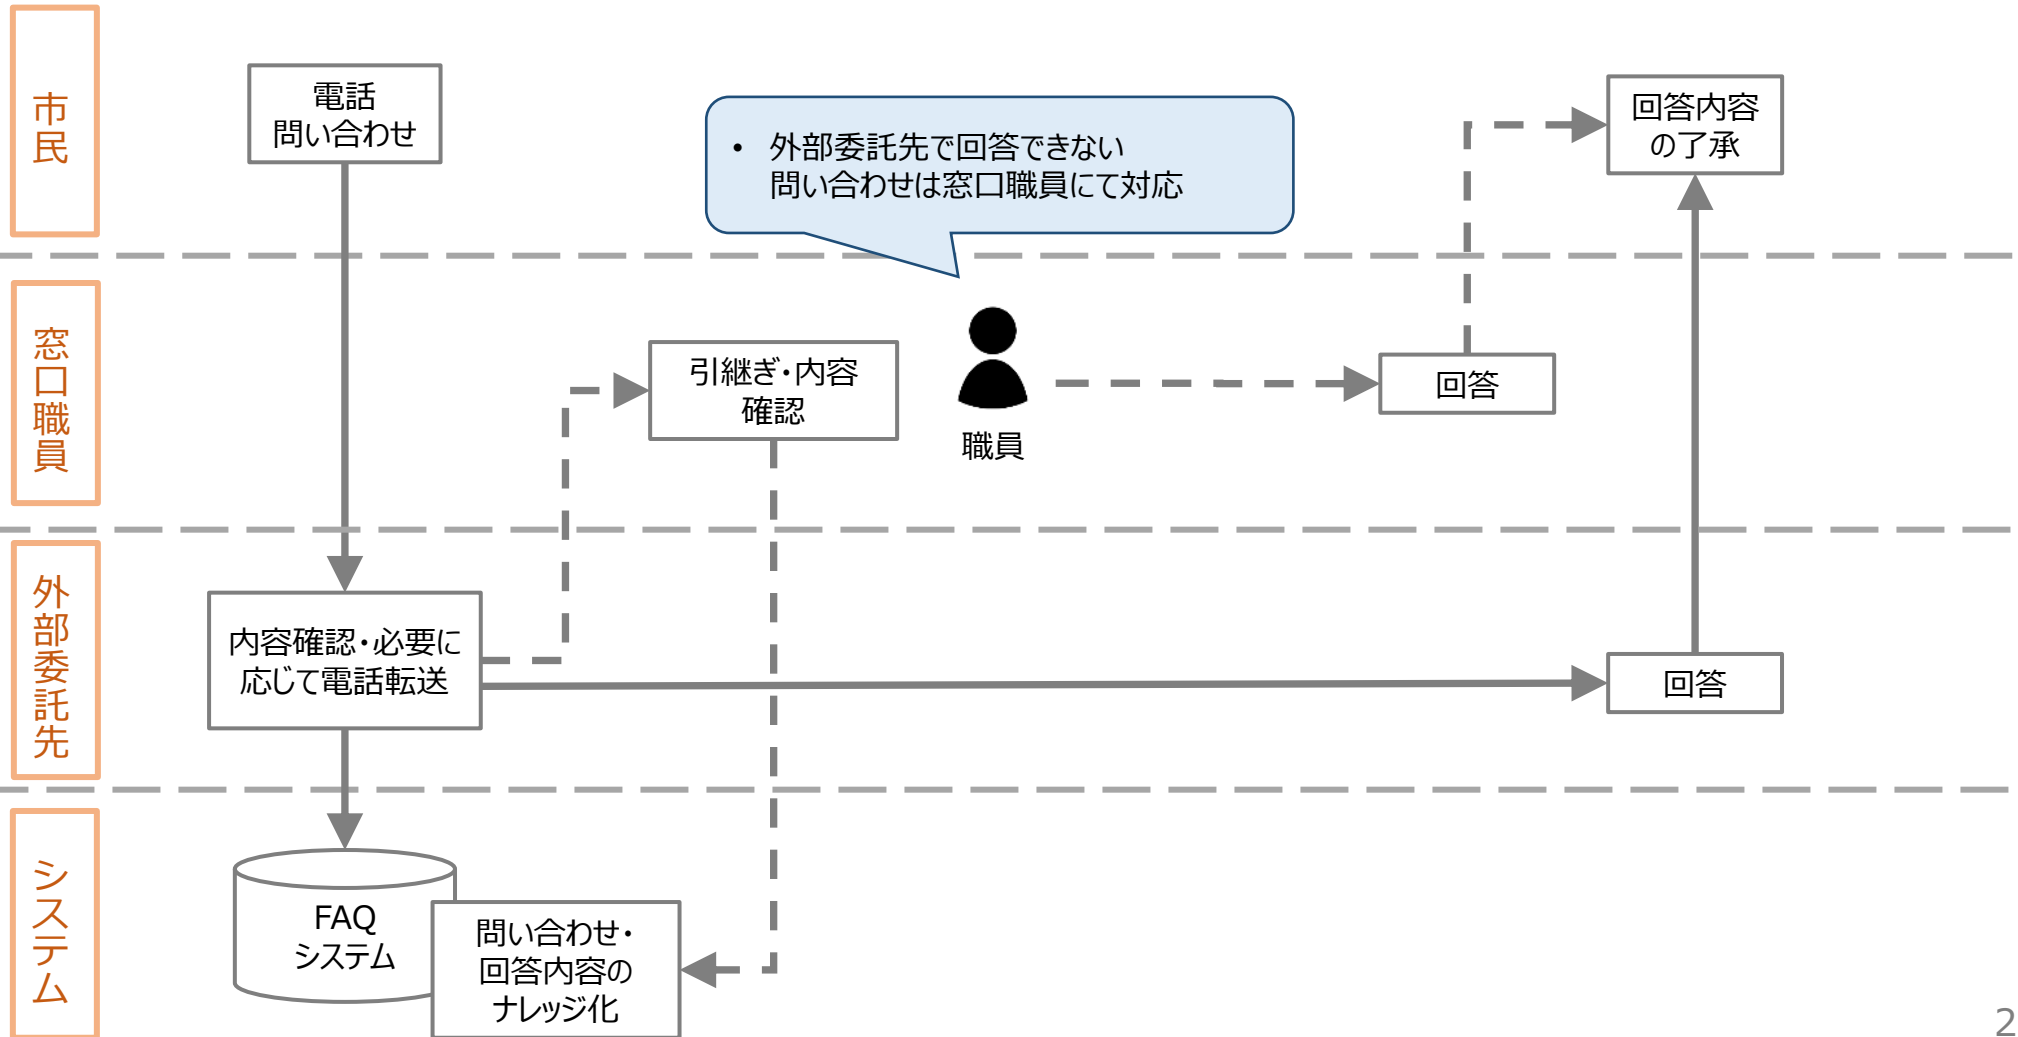 市民
電話
問い合わせ
• 外部委託先で回答できない
問い合わせは窓口職員にて対応
回答内容
の了承
窓口職員
引継ぎ・内容
確認
職員
回答
外部委託先
内容確認・必要に
応じて電話転送
回答
システム
FAQ
システム
問い合わせ・
回答内容の
ナレッジ化
2